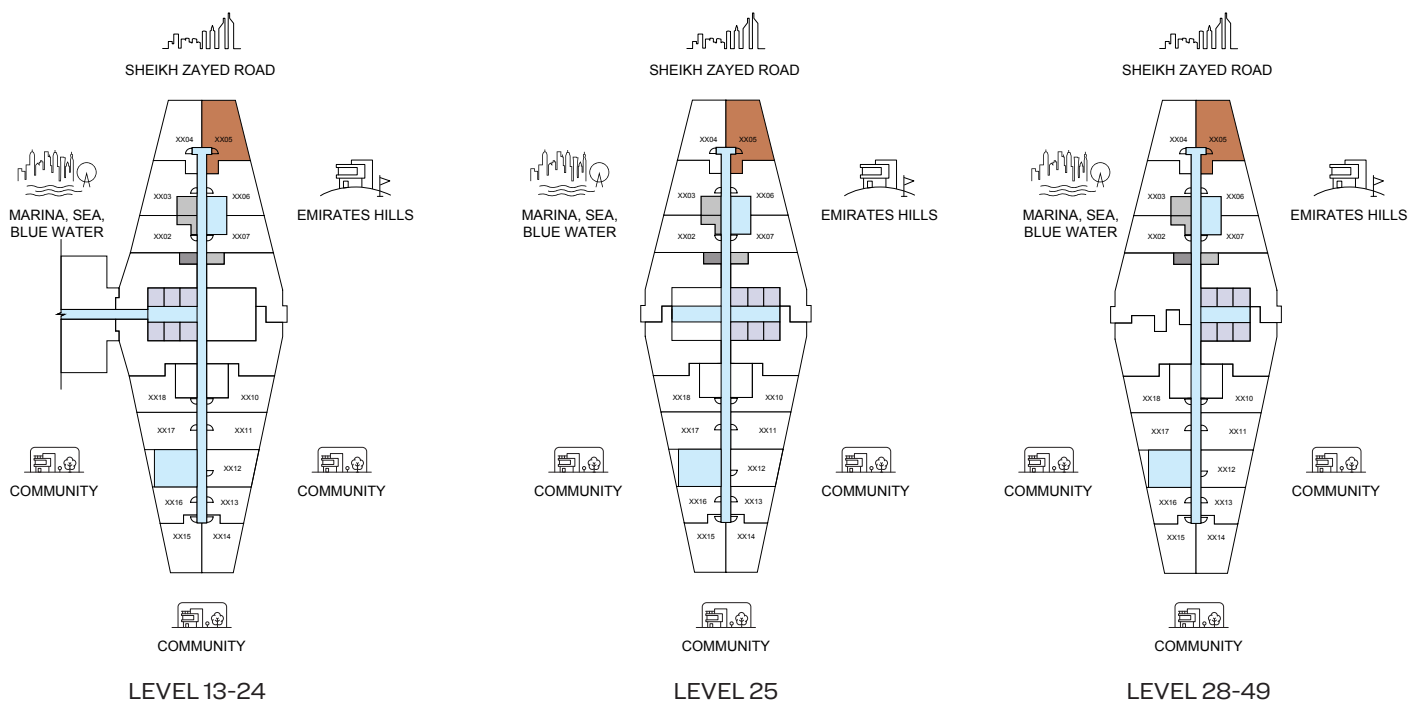 SHEIKH ZAYED ROAD
XX04
XX05
MARINA, SEA,
BLUE WATER
EMIRATES HILLS
XX03
XX06
XX02
XX07
XX18
XX10
XX17
XX11
COMMUNITY
COMMUNITY
XX12
XX16
XX13
XX15
XX14
COMMUNITY
LEVEL 13-24
SHEIKH ZAYED ROAD
XX04
XX05
MARINA, SEA,
BLUE WATER
EMIRATES HILLS
XX03
XX06
XX02
XX07
XX18
XX10
XX17
XX11
COMMUNITY
COMMUNITY
XX12
XX16
XX13
XX15
XX14
COMMUNITY
LEVEL 25
SHEIKH ZAYED ROAD
XX04
XX05
MARINA, SEA,
BLUE WATER
EMIRATES HILLS
XX03
XX06
XX02
XX07
XX18
XX10
XX17
XX11
COMMUNITY
COMMUNITY
XX12
XX16
XX13
XX15
XX14
COMMUNITY
LEVEL 28-49